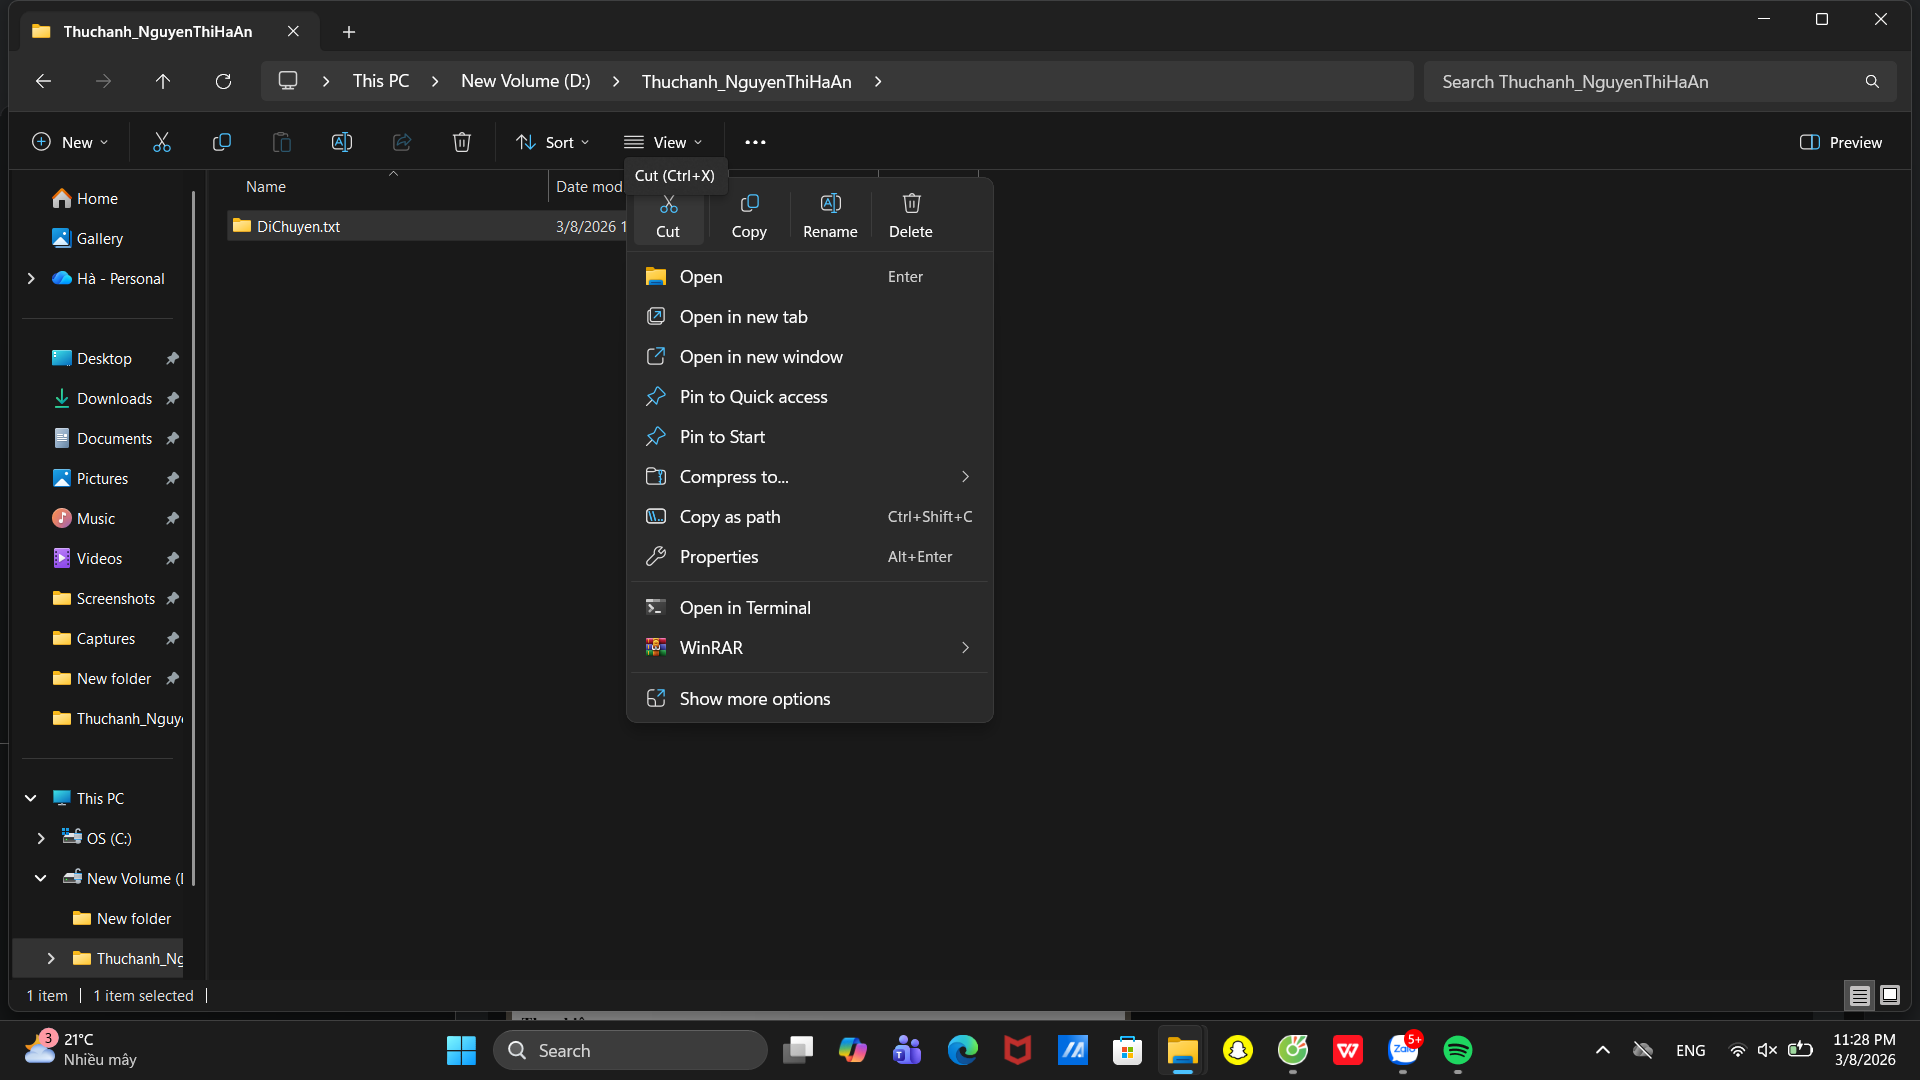 Thuchanh_NguyenThiHaAn
This PC
New Volume (D:)
Thuchanh_NguyenThiHaAn
Search Thuchanh_NguyenThiHaAn
New
Sort
View
Preview
Cut (Ctrl+X)
Name
Date mod
DiChuyen.txt
3/8/2026 1
Home
Gallery
Hà - Personal
Desktop
Downloads
Documents
Pictures
Music
Videos
Screenshots
Captures
New folder
Thuchanh_Nguy
This PC
OS (C:)
New Volume (
New folder
Thuchanh_Ng
Cut
Copy
Rename
Delete
Open Enter
Open in new tab
Open in new window
Pin to Quick access
Pin to Start
Compress to...
Copy as path Ctrl+Shift+C
Properties Alt+Enter
Open in Terminal
WinRAR
Show more options
1 item
1 item selected
3
21°C
Nhiều mây
Search
Zalo
5+
ENG
11:28 PM
3/8/2026